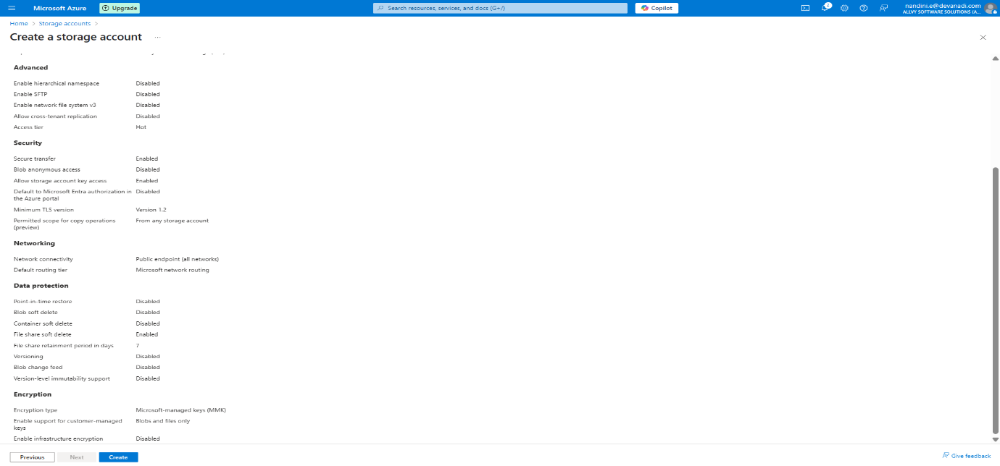 Microsoft Azure
Upgrade
Search resources, services, and docs (G+/)
Copilot
2
nandini.e@devanadi.com
ALLVY SOFTWARE SOLUTIONS (A...
Home > Storage accounts >
Create a storage account ...
Advanced
Enable hierarchical namespace Disabled
Enable SFTP Disabled
Enable network file system v3 Disabled
Allow cross-tenant replication Disabled
Access tier Hot
Security
Secure transfer Enabled
Blob anonymous access Disabled
Allow storage account key access Enabled
Default to Microsoft Entra authorization in Disabled
the Azure portal
Minimum TLS version Version 1.2
Permitted scope for copy operations From any storage account
(preview)
Networking
Network connectivity Public endpoint (all networks)
Default routing tier Microsoft network routing
Data protection
Point-in-time restore Disabled
Blob soft delete Disabled
Container soft delete Disabled
File share soft delete Enabled
File share retainment period in days 7
Versioning Disabled
Blob change feed Disabled
Version-level immutability support Disabled
Encryption
Encryption type Microsoft-managed keys (MMK)
Enable support for customer-managed Blobs and files only
keys
Enable infrastructure encryption Disabled
Previous Next Create
Give feedback